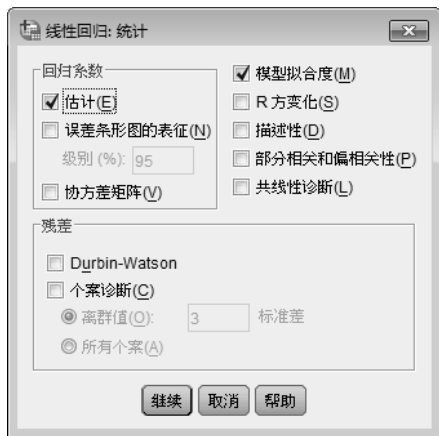 线性回归: 统计
回归系数
估计(E)
误差条形图的表征(N)
级别(%): 95
协方差矩阵(V)
模型拟合度(M)
R 方变化(S)
描述性(D)
部分相关和偏相关性(P)
共线性诊断(L)
残差
Durbin-Watson
个案诊断(C)
离群值(O): 3 标准差
所有个案(A)
继续 取消 帮助